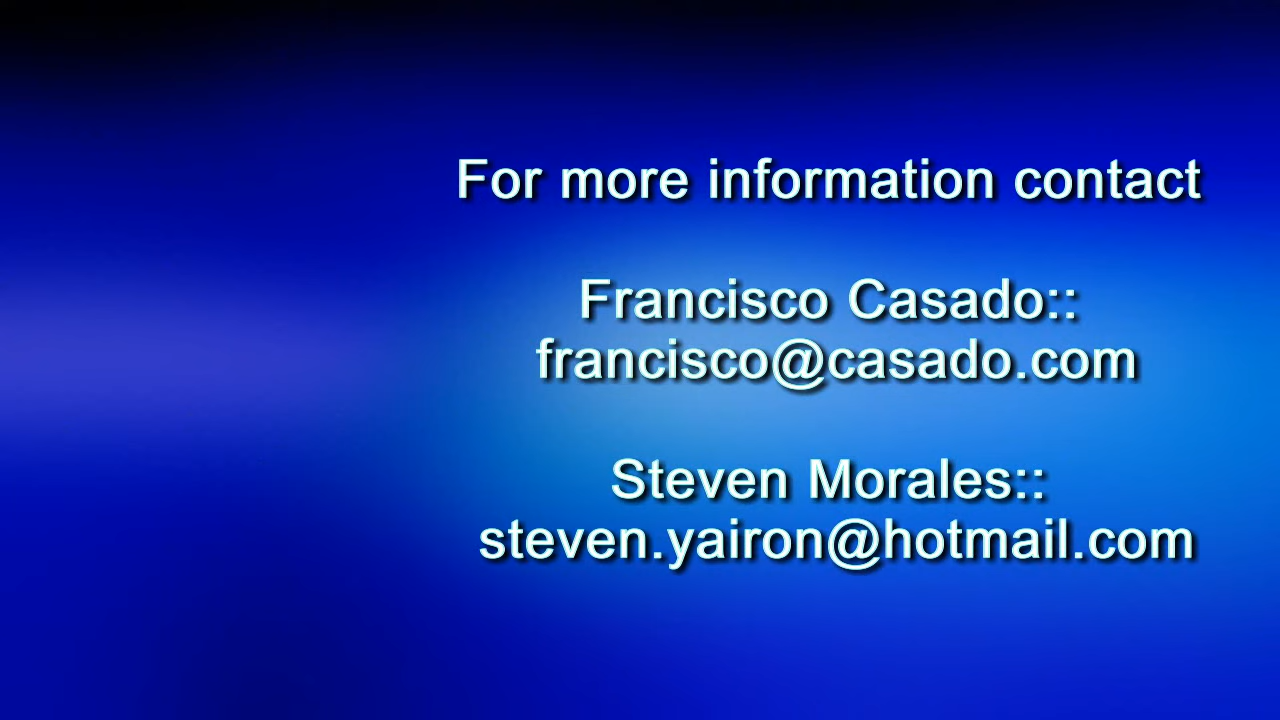 For more information contact
Francisco Casado::
francisco@casado.com
Steven Morales::
steven.yairon@hotmail.com